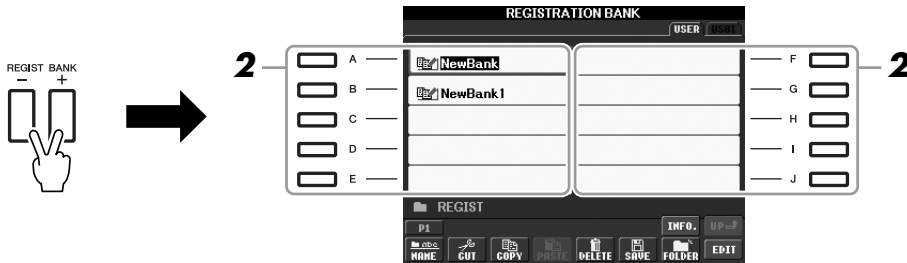 REGIST BANK
− +
2
2
A
B
C
D
E
F
G
H
I
J
REGISTRATION BANK
USER USB1
NewBank
NewBank1
REGIST
P1
INFO. UP
abc
NAME CUT COPY PASTE DELETE SAVE FOLDER EDIT